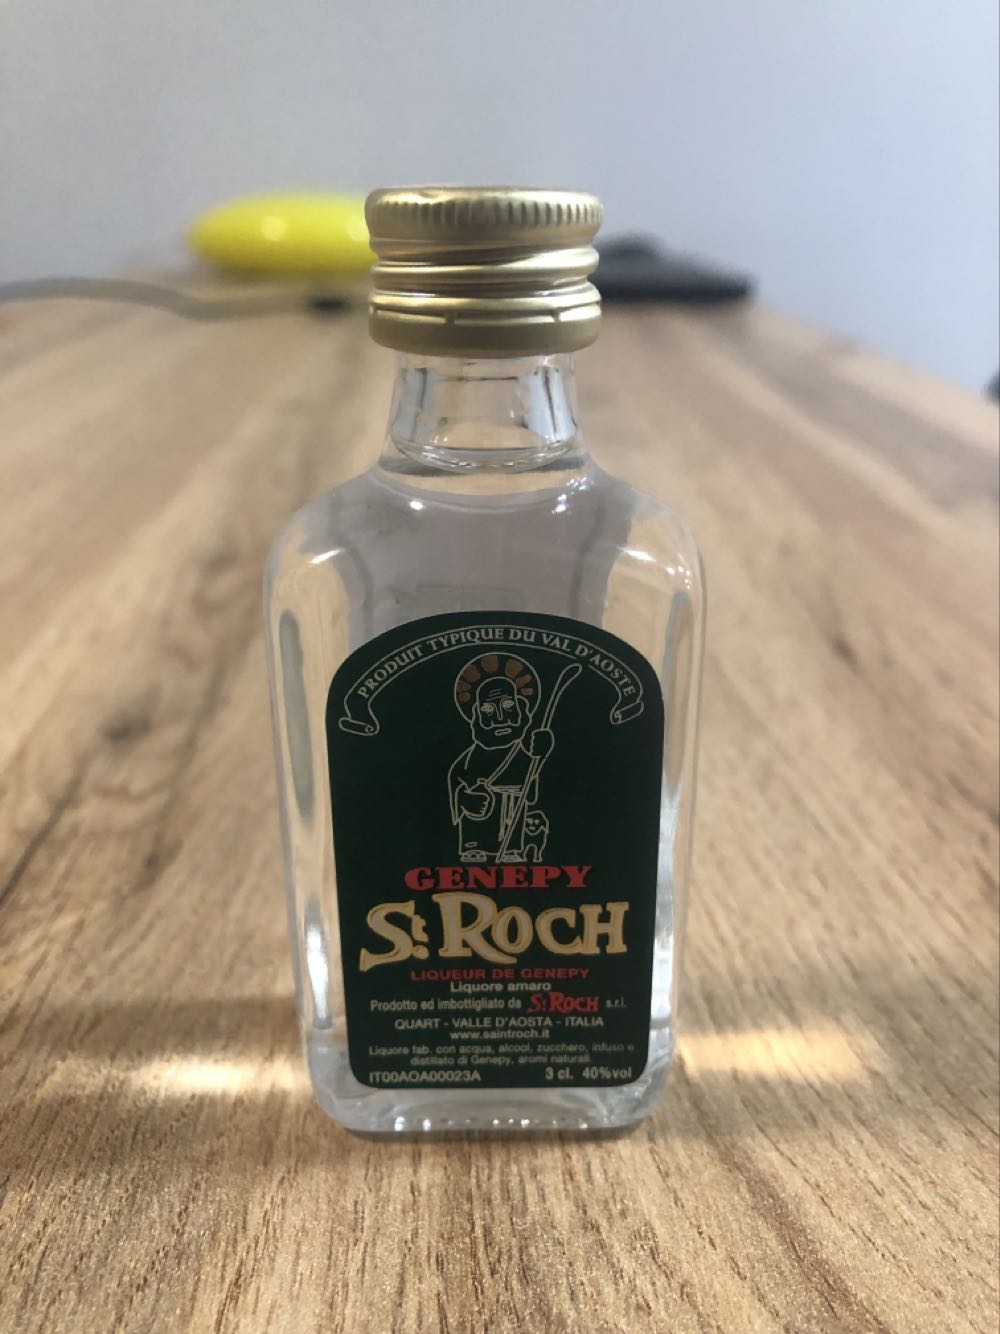 PRODUIT TYPIQUE DU VAL D'AOSTE
GENEPY
St. ROCH
LIQUEUR DE GENEPY
Liquore amaro
Prodotto ed imbottigliato da St. ROCH s.r.l.
QUART - VALLE D'AOSTA - ITALIA
www.saintroch.it
Liquore fab. con acqua, alcool, zucchero, infuso e
distillato di Genepy, aromi naturali.
IT00AOA00023A 3 cl. 40%vol